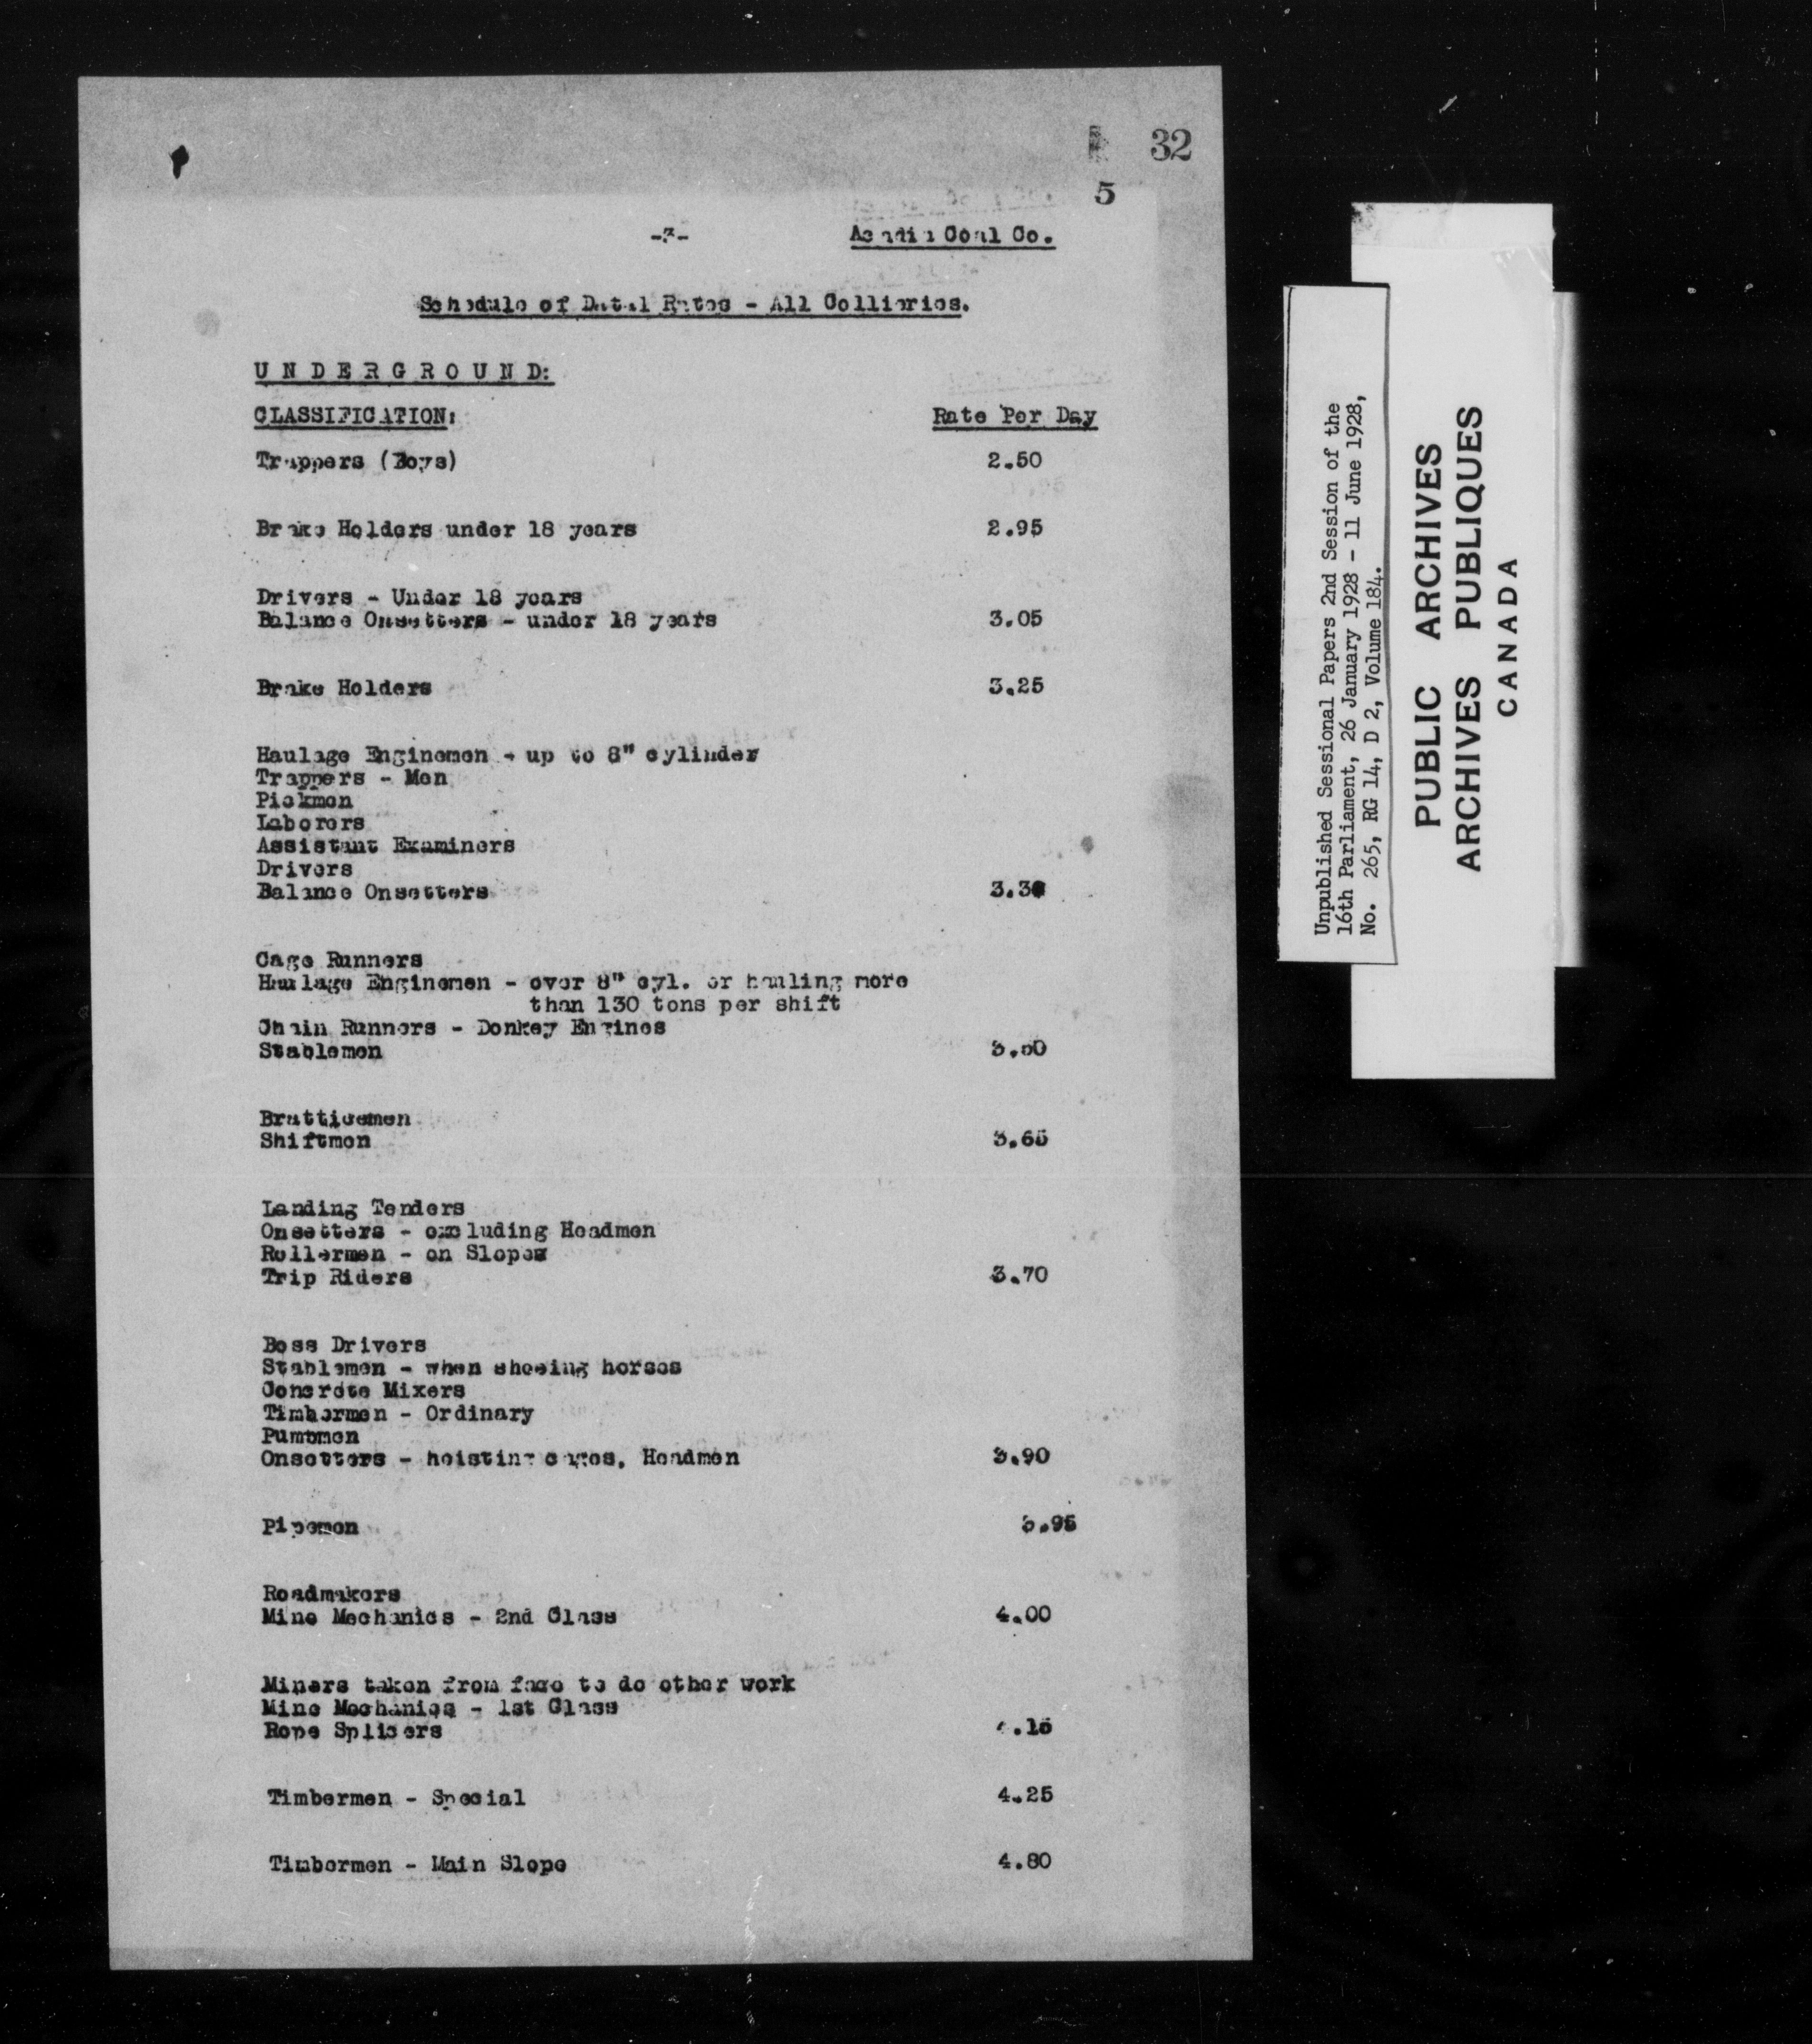 32
5
Acadia Coal Co.
Schedule of Datal Rates - All Collieries.
UNDERGROUND:
CLASSIFICATION: Rate Per Day
Trappers (Boys) 2.50
Brake Holders under 18 years 2.95
Drivers - Under 18 years
Balance Onsetters - under 18 years 3.05
Brake Holders 3.25
Haulage Enginemen - up to 8" cylinder
Trappers - Men
Pickmen
Laborers
Assistant Examiners
Drivers
Balance Onsetters
Cage Runners
Haulage Enginemen - over 8" cyl. or hauling more
than 130 tons per shift
Chain Runners - Donkey Engines
Stablemen 3.50
Bratticemen
Shiftmen 3.65
Landing Tenders
Onsetters - excluding Headmen
Rollermen - on Slopes
Trip Riders 3.70
Boss Drivers
Stablemen - when shoeing horses
Concrete Mixers
Timbermen - Ordinary
Pumpmen
Onsetters - hoisting cages, Headmen 3.90
Pipemen 3.95
Roadmakers
Mine Mechanics - 2nd Class 4.00
Miners taken from face to do other work
Mine Mechanics - 1st Class
Rope Splicers 4.15
Timbermen - Special 4.25
Timbermen - Main Slope 4.80
Unpublished Sessional Papers 2nd Session of the
16th Parliament, 26 January 1928 - 11 June 1928,
No. 265, RG 14, D 2, Volume 184.
PUBLIC ARCHIVES
ARCHIVES PUBLIQUES
CANADA